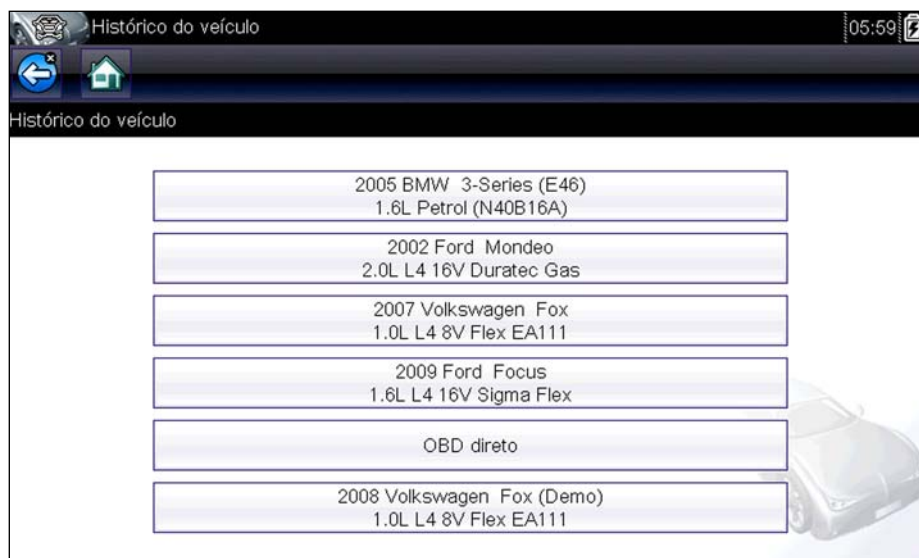 Histórico do veículo
05:59
Histórico do veículo
2005 BMW 3-Series (E46)
1.6L Petrol (N40B16A)
2002 Ford Mondeo
2.0L L4 16V Duratec Gas
2007 Volkswagen Fox
1.0L L4 8V Flex EA111
2009 Ford Focus
1.6L L4 16V Sigma Flex
OBD direto
2008 Volkswagen Fox (Demo)
1.0L L4 8V Flex EA111